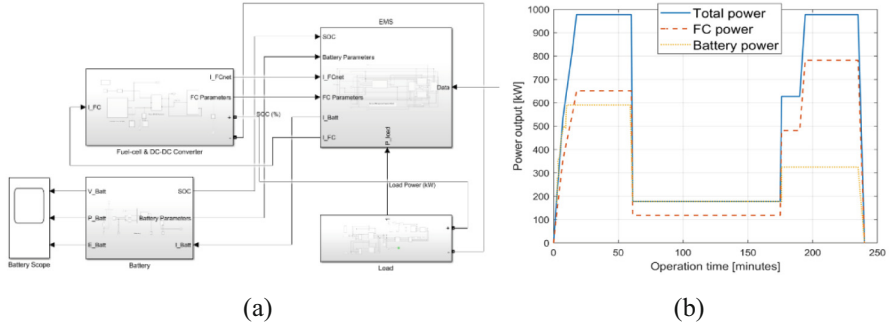 EMS
SOC
Battery Parameters
I_FCnet
FC Parameters
I_Batt
I_FC
Data
P_load
I_FC
I_FCnet
FC Parameters
+
-
Fuel-cell & DC-DC Converter
SOC (%)
Load Power (kW)
V_Batt
P_Batt
E_Batt
SOC
Battery Parameters
I_Batt
Battery Scope
Battery
+
-
Load
(a)
Total power
FC power
Battery power
Power output [kW]
1000
900
800
700
600
500
400
300
200
100
0
0 50 100 150 200 250
Operation time [minutes]
(b)